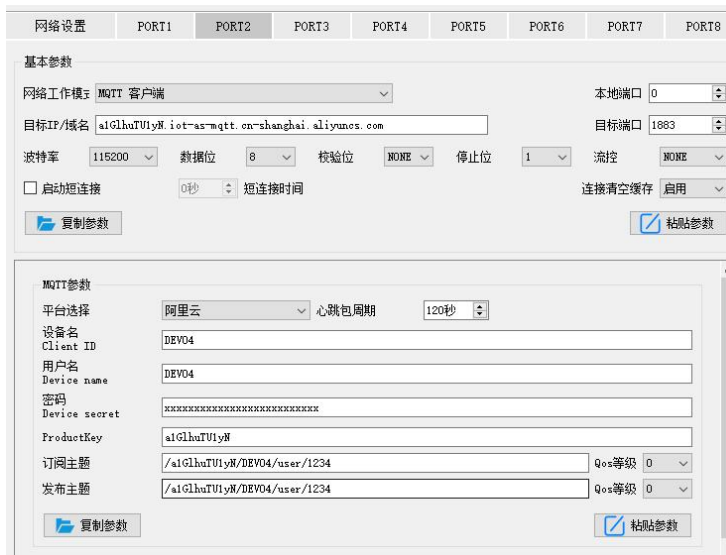 网络设置 PORT1 PORT2 PORT3 PORT4 PORT5 PORT6 PORT7 PORT8
基本参数
网络工作模式 MQTT 客户端 本地端口 0
目标IP/域名 a1GlhuTU1yN.iot-as-mqtt.cn-shanghai.aliyuncs.com 目标端口 1883
波特率 115200 数据位 8 校验位 NONE 停止位 1 流控 NONE
启动短连接 0秒 短连接时间 连接清空缓存 启用
复制参数 粘贴参数
MQTT参数
平台选择 阿里云 心跳包周期 120秒
设备名
Client ID DEV04
用户名
Device name DEV04
密码
Device secret xxxxxxxxxxxxxxxxxxxxxxxxxx
ProductKey a1GlhuTU1yN
订阅主题 /a1GlhuTU1yN/DEV04/user/1234 Qos等级 0
发布主题 /a1GlhuTU1yN/DEV04/user/1234 Qos等级 0
复制参数 粘贴参数